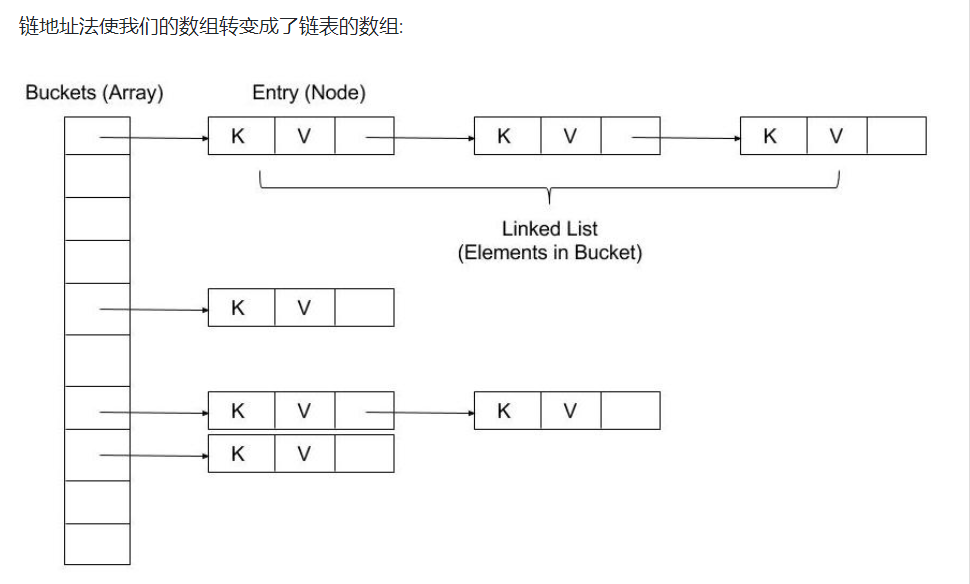 链地址法使我们的数组转变成了链表的数组:
Buckets (Array) Entry (Node)
K V K V K V
Linked List
(Elements in Bucket)
K V
K V K V
K V